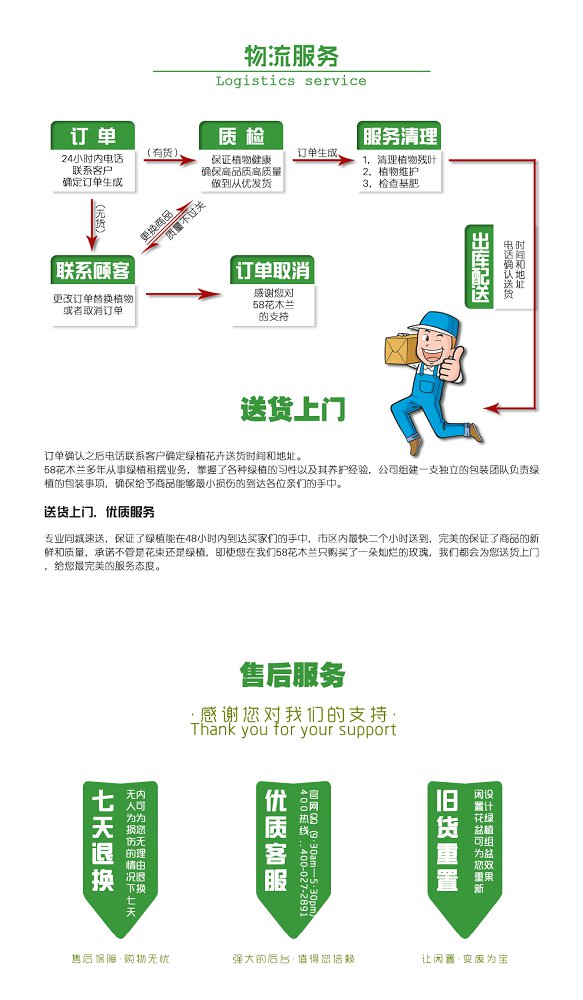 物流服务
Logistics service
订 单
24小时内电话
联系客户
确定订单生成
（有货）
质 检
保证植物健康
确保高品质高质量
做到从优发货
订单生成
服务清理
1，清理植物残叶
2，植物维护
3，检查基肥
（无货）
更换商品
质量不过关
联系顾客
更改订单替换植物
或者取消订单
订单取消
感谢您对
58花木兰
的支持
出库配送
时间和地址
电话确认送货
送货上门
订单确认之后电话联系客户确定绿植花卉送货时间和地址。
58花木兰多年从事绿植租摆业务，掌握了各种绿植的习性以及其养护经验，公司组建一支独立的包装团队负责绿
植的包装事项，确保给予商品能够最小损伤的到达各位亲们的手中。
送货上门，优质服务
专业同城速送，保证了绿植能在48小时内到达买家们的手中，市区内最快二个小时送到，完美的保证了商品的新
鲜和质量，承诺不管是花束还是绿植，即使您在我们58花木兰只购买了一朵灿烂的玫瑰，我们都会为您送货上门
，给您最完美的服务态度。
售后服务
·感谢您对我们的支持·
Thank you for your support
七天退换
内可为您无理由退换
无人为损伤的情况下七天
优质客服
官网QQ（9:30am—5:30pm）
400热线：400-027-2891
旧货重置
设计绿植组盆效果
闲置花盆可为您重新
售后保障·购物无忧
强大的后台·值得您信赖
让闲置·变废为宝